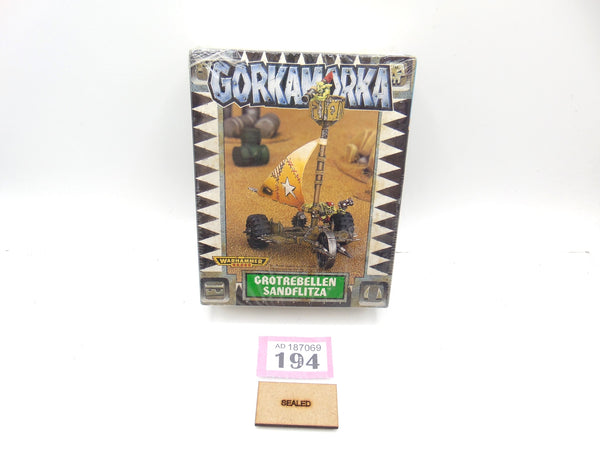 GORKAMORKA
WARHAMMER
GROTREBELLEN
SANDFLITZA
AD 187069
194
SEALED